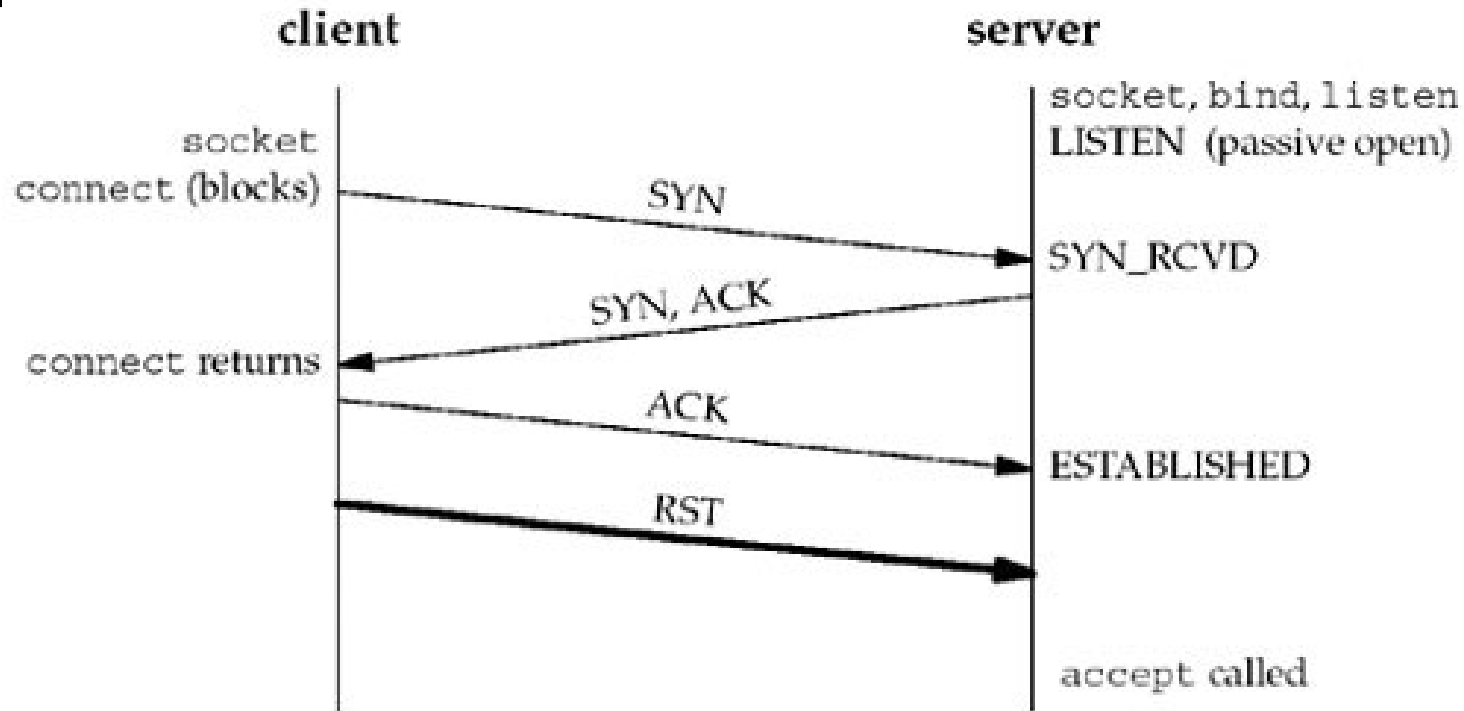 client
server
socket, bind, listen
LISTEN (passive open)
socket
connect (blocks)
SYN
SYN_RCVD
SYN, ACK
connect returns
ACK
ESTABLISHED
RST
accept called